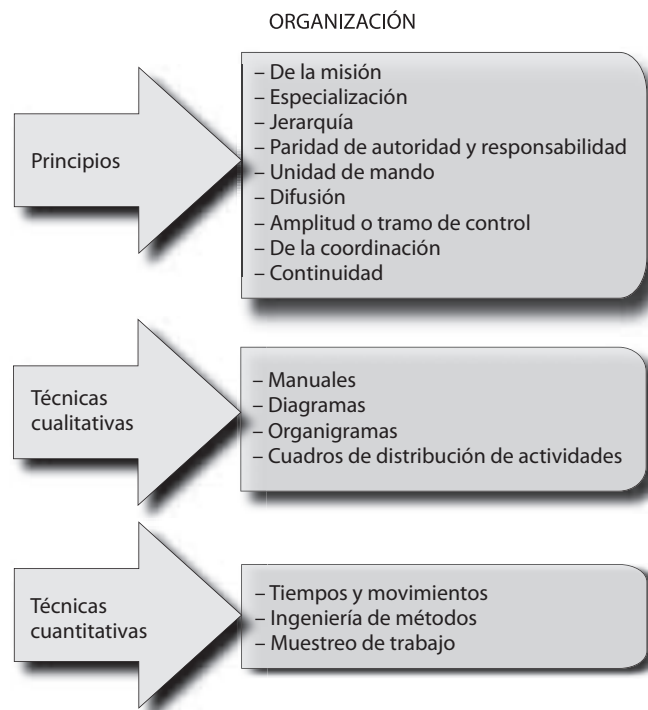 ORGANIZACIÓN
Principios
– De la misión
– Especialización
– Jerarquía
– Paridad de autoridad y responsabilidad
– Unidad de mando
– Difusión
– Amplitud o tramo de control
– De la coordinación
– Continuidad
Técnicas
cualitativas
– Manuales
– Diagramas
– Organigramas
– Cuadros de distribución de actividades
Técnicas
cuantitativas
– Tiempos y movimientos
– Ingeniería de métodos
– Muestreo de trabajo